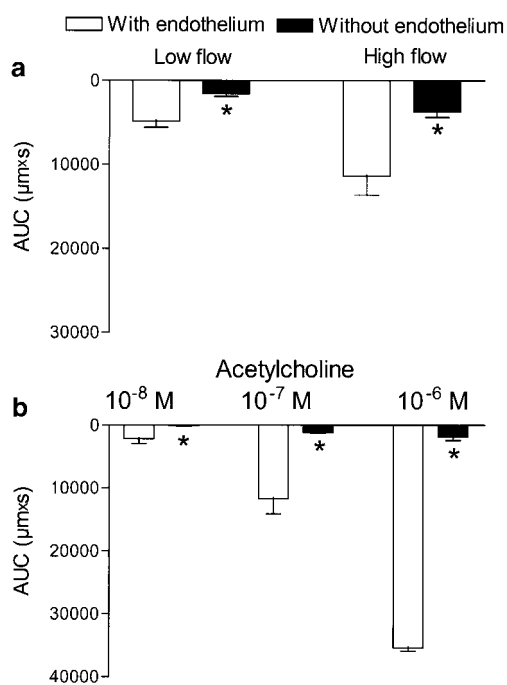 With endothelium Without endothelium
a Low flow High flow
0
10000
20000
30000
AUC (µm×s)
*
*
Acetylcholine
b 10⁻⁸ M 10⁻⁷ M 10⁻⁶ M
0
10000
20000
30000
40000
AUC (µm×s)
*
*
*